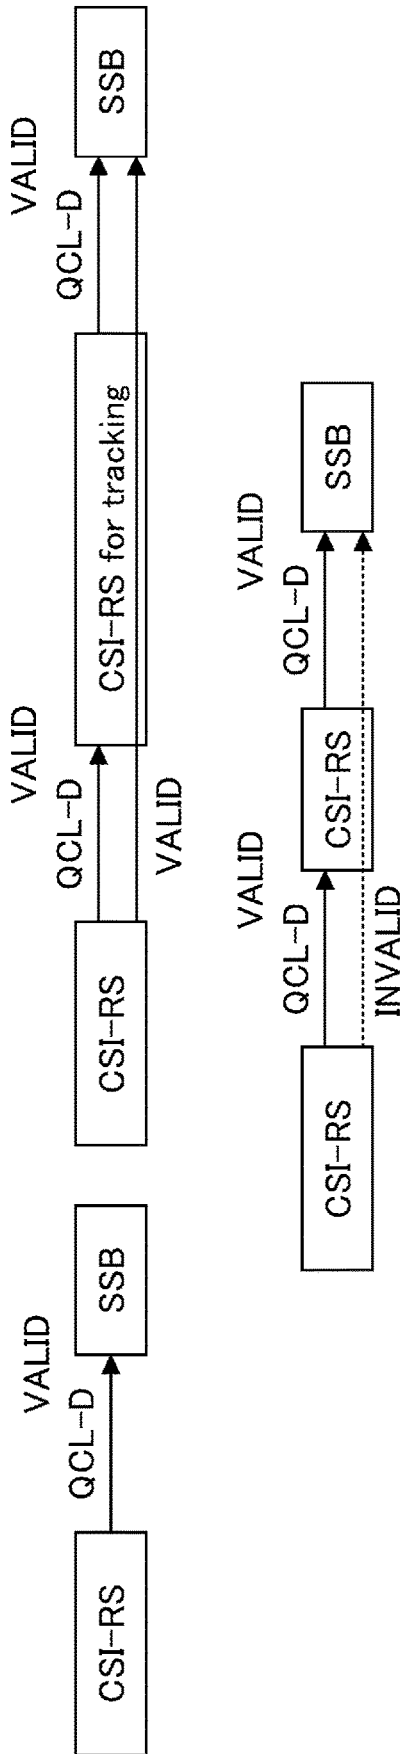 VALID
QCL-D
CSI-RS
SSB
VALID
VALID
QCL-D
QCL-D
CSI-RS
CSI-RS for tracking
SSB
VALID
VALID
VALID
QCL-D
QCL-D
CSI-RS
CSI-RS
SSB
INVALID